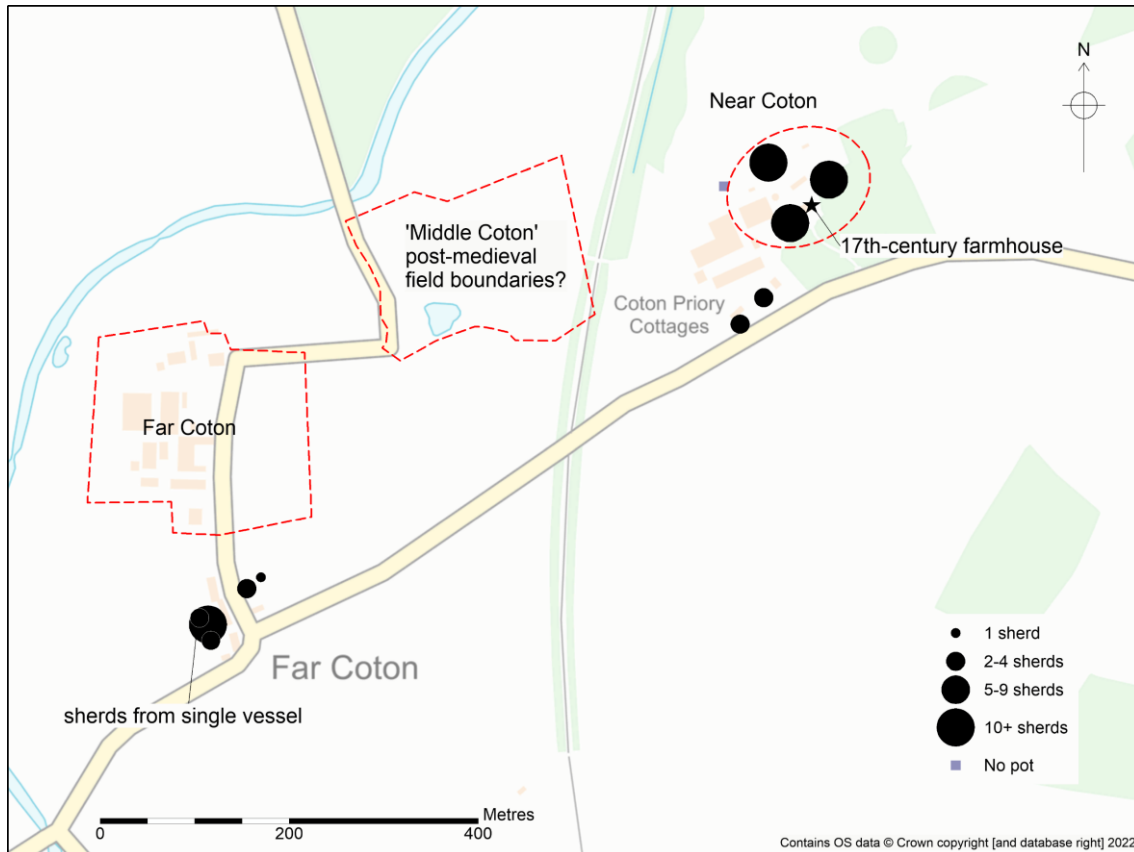 N
Near Coton
'Middle Coton'
post-medieval
field boundaries?
17th-century farmhouse
Coton Priory
Cottages
Far Coton
Far Coton
sherds from single vessel
1 sherd
2-4 sherds
5-9 sherds
10+ sherds
No pot
Metres
0 200 400
Contains OS data © Crown copyright [and database right] 2022